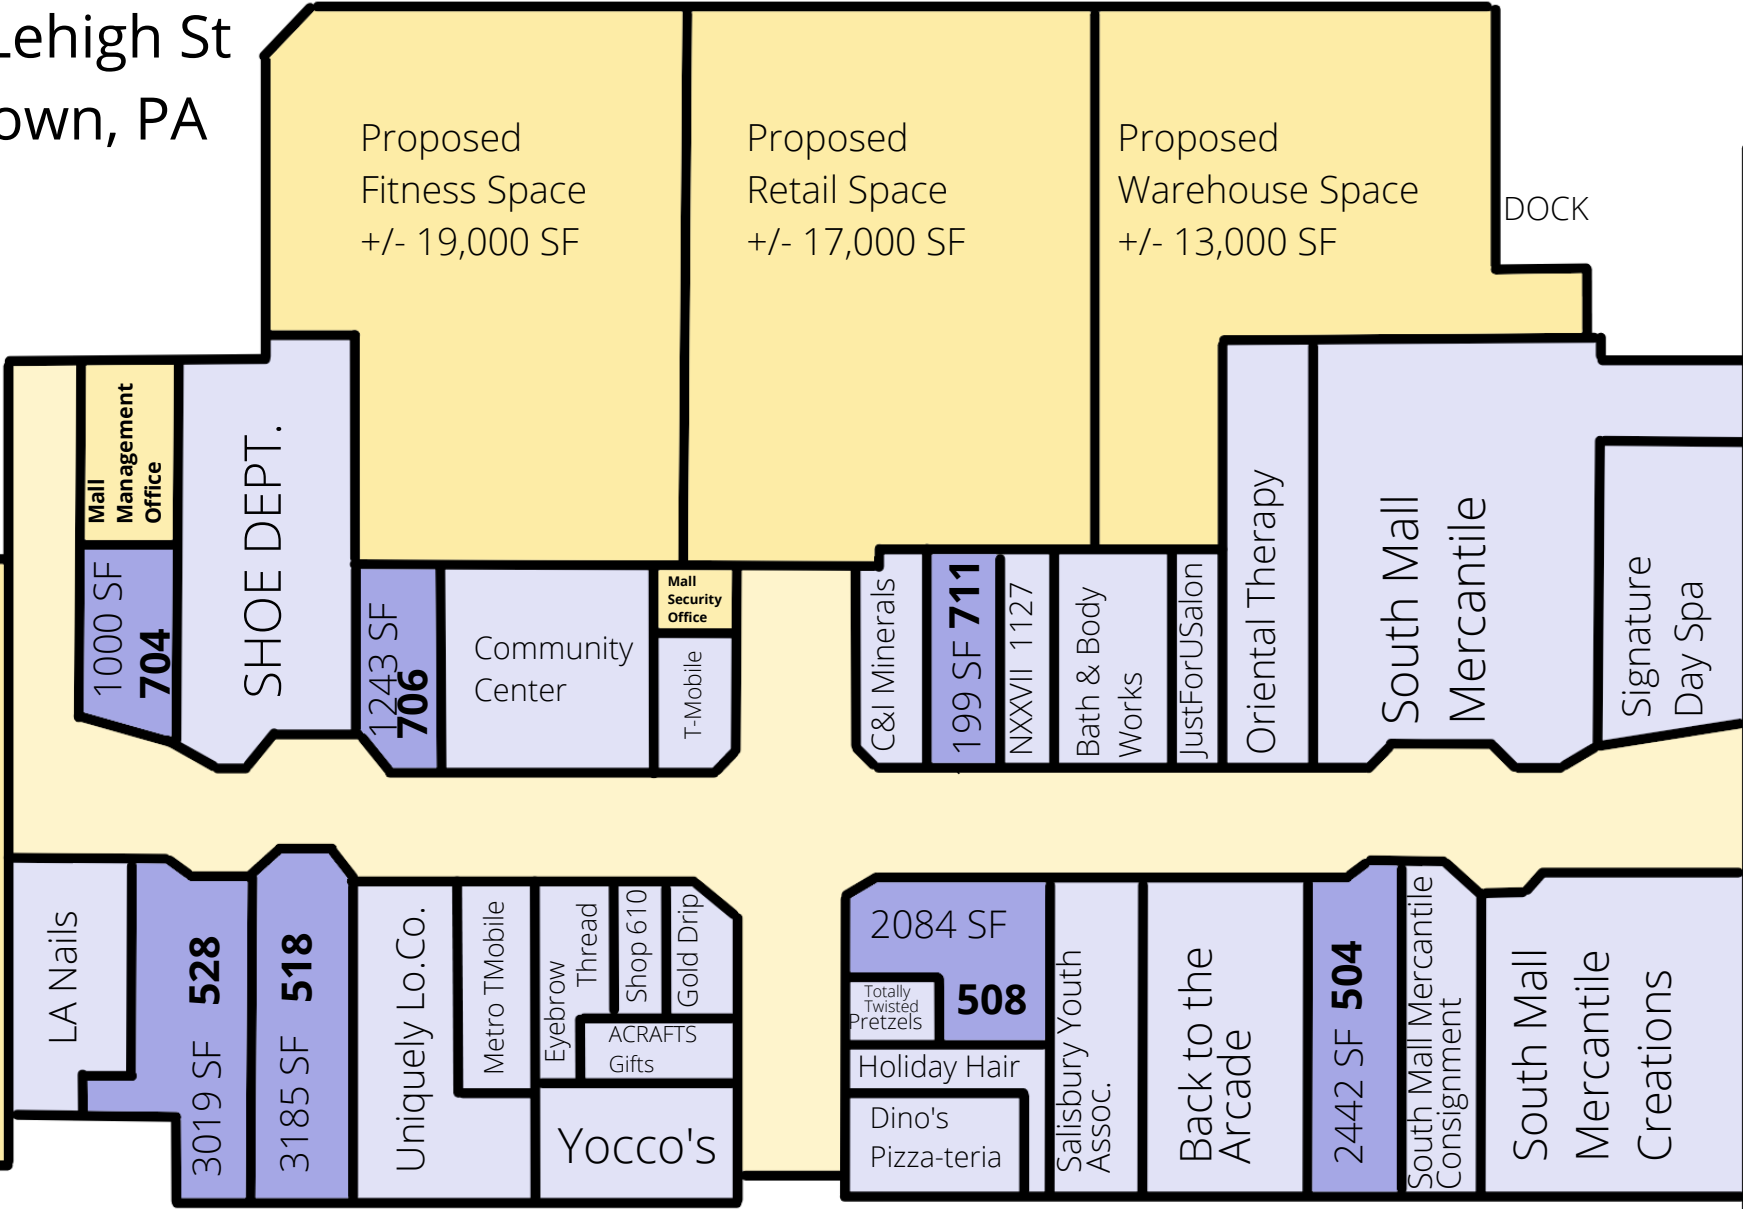 Lehigh St
own, PA
Proposed
Fitness Space
+/- 19,000 SF
Proposed
Retail Space
+/- 17,000 SF
Proposed
Warehouse Space
+/- 13,000 SF
DOCK
Mall
Management
Office
1000 SF
704
SHOE DEPT.
1243 SF
706
Community
Center
Mall
Security
Office
T-Mobile
C&I Minerals
199 SF 711
NXXVII 1127
Bath & Body
Works
JustForUSalon
Oriental Therapy
South Mall
Mercantile
Signature
Day Spa
LA Nails
3019 SF 528
3185 SF 518
Uniquely Lo.Co.
Metro TMobile
Eyebrow
Thread
Shop 610
Gold Drip
ACRAFTS
Gifts
Yocco's
2084 SF
508
Totally
Twisted
Pretzels
Holiday Hair
Dino's
Pizza-teria
Salisbury Youth
Assoc.
Back to the
Arcade
2442 SF 504
South Mall Mercantile
Consignment
South Mall
Mercantile
Creations